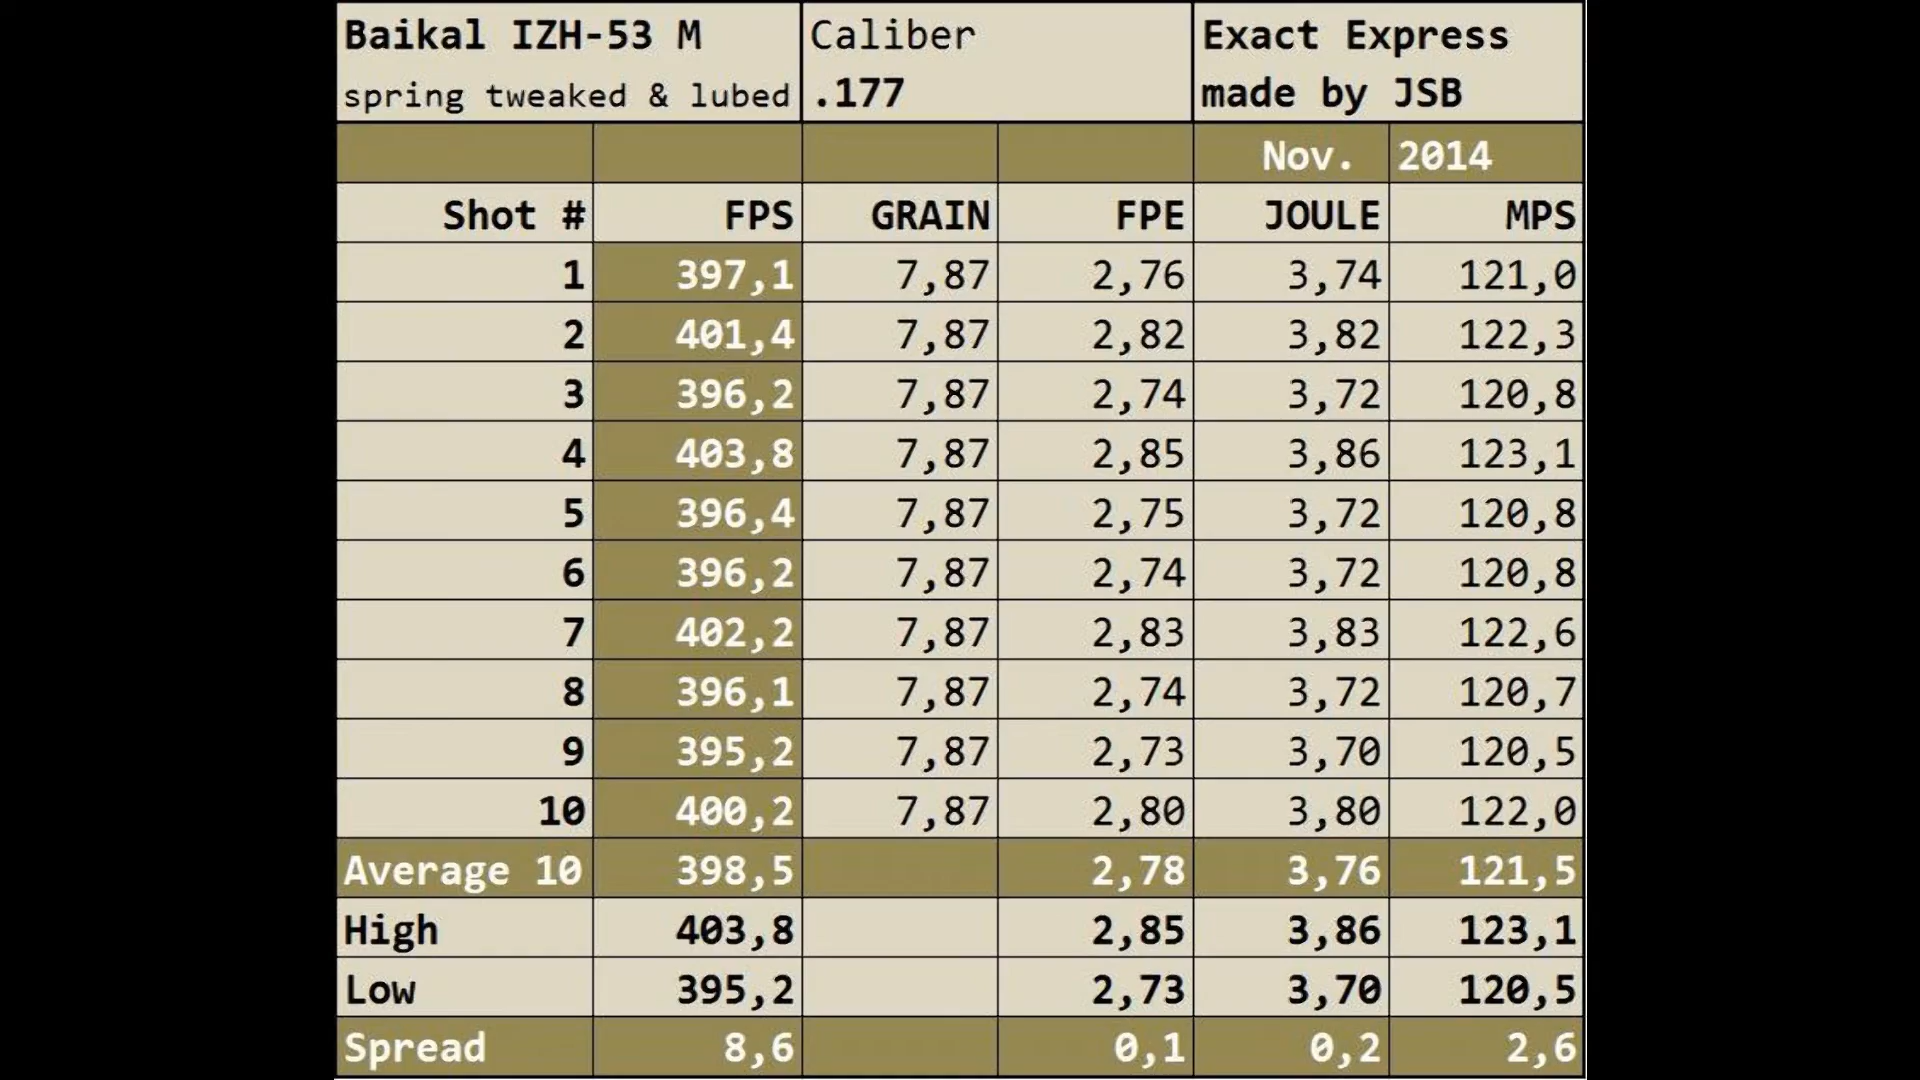 Baikal IZH-53 M Caliber Exact Express
spring tweaked & lubed .177 made by JSB
Nov. 2014
Shot # FPS GRAIN FPE JOULE MPS
1 397,1 7,87 2,76 3,74 121,0
2 401,4 7,87 2,82 3,82 122,3
3 396,2 7,87 2,74 3,72 120,8
4 403,8 7,87 2,85 3,86 123,1
5 396,4 7,87 2,75 3,72 120,8
6 396,2 7,87 2,74 3,72 120,8
7 402,2 7,87 2,83 3,83 122,6
8 396,1 7,87 2,74 3,72 120,7
9 395,2 7,87 2,73 3,70 120,5
10 400,2 7,87 2,80 3,80 122,0
Average 10 398,5 2,78 3,76 121,5
High 403,8 2,85 3,86 123,1
Low 395,2 2,73 3,70 120,5
Spread 8,6 0,1 0,2 2,6